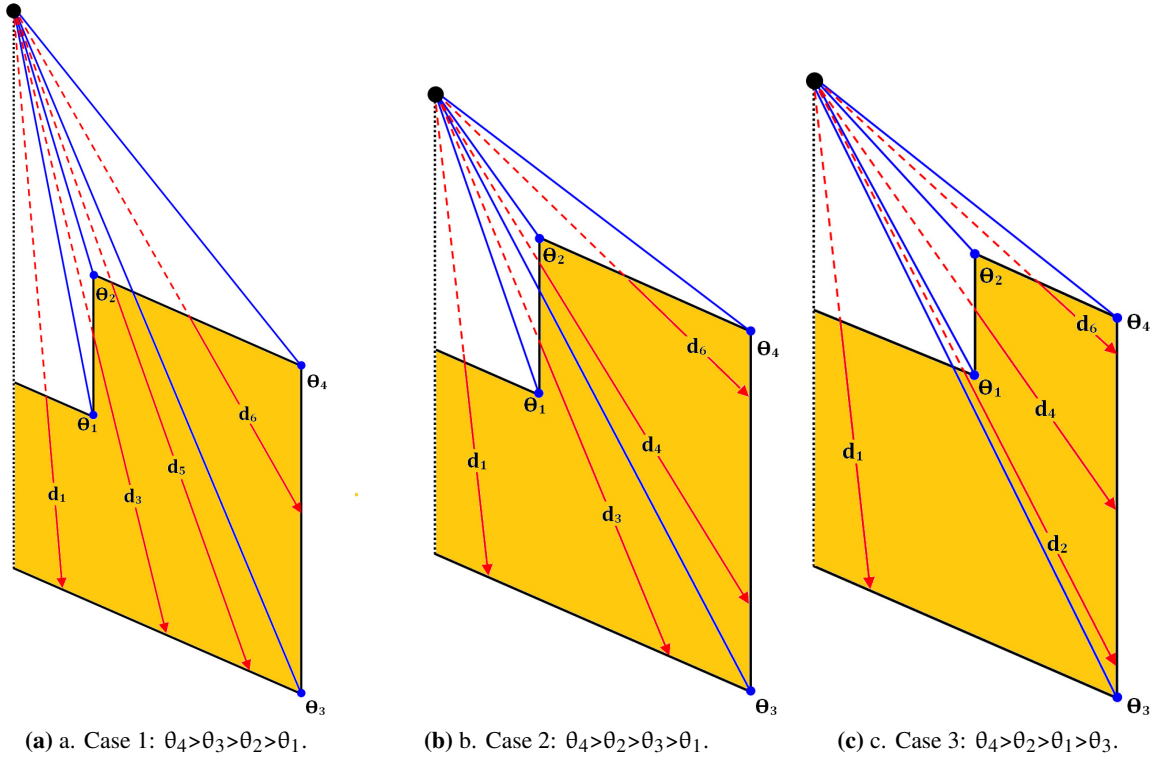 θ₂
θ₄
θ₁
d₆
d₁
d₃
d₅
θ₃
(a) a. Case 1: θ₄>θ₃>θ₂>θ₁.
θ₂
θ₄
θ₁
d₆
d₁
d₃
d₄
θ₃
(b) b. Case 2: θ₄>θ₂>θ₃>θ₁.
θ₂
θ₄
θ₁
d₆
d₁
d₄
d₂
θ₃
(c) c. Case 3: θ₄>θ₂>θ₁>θ₃.